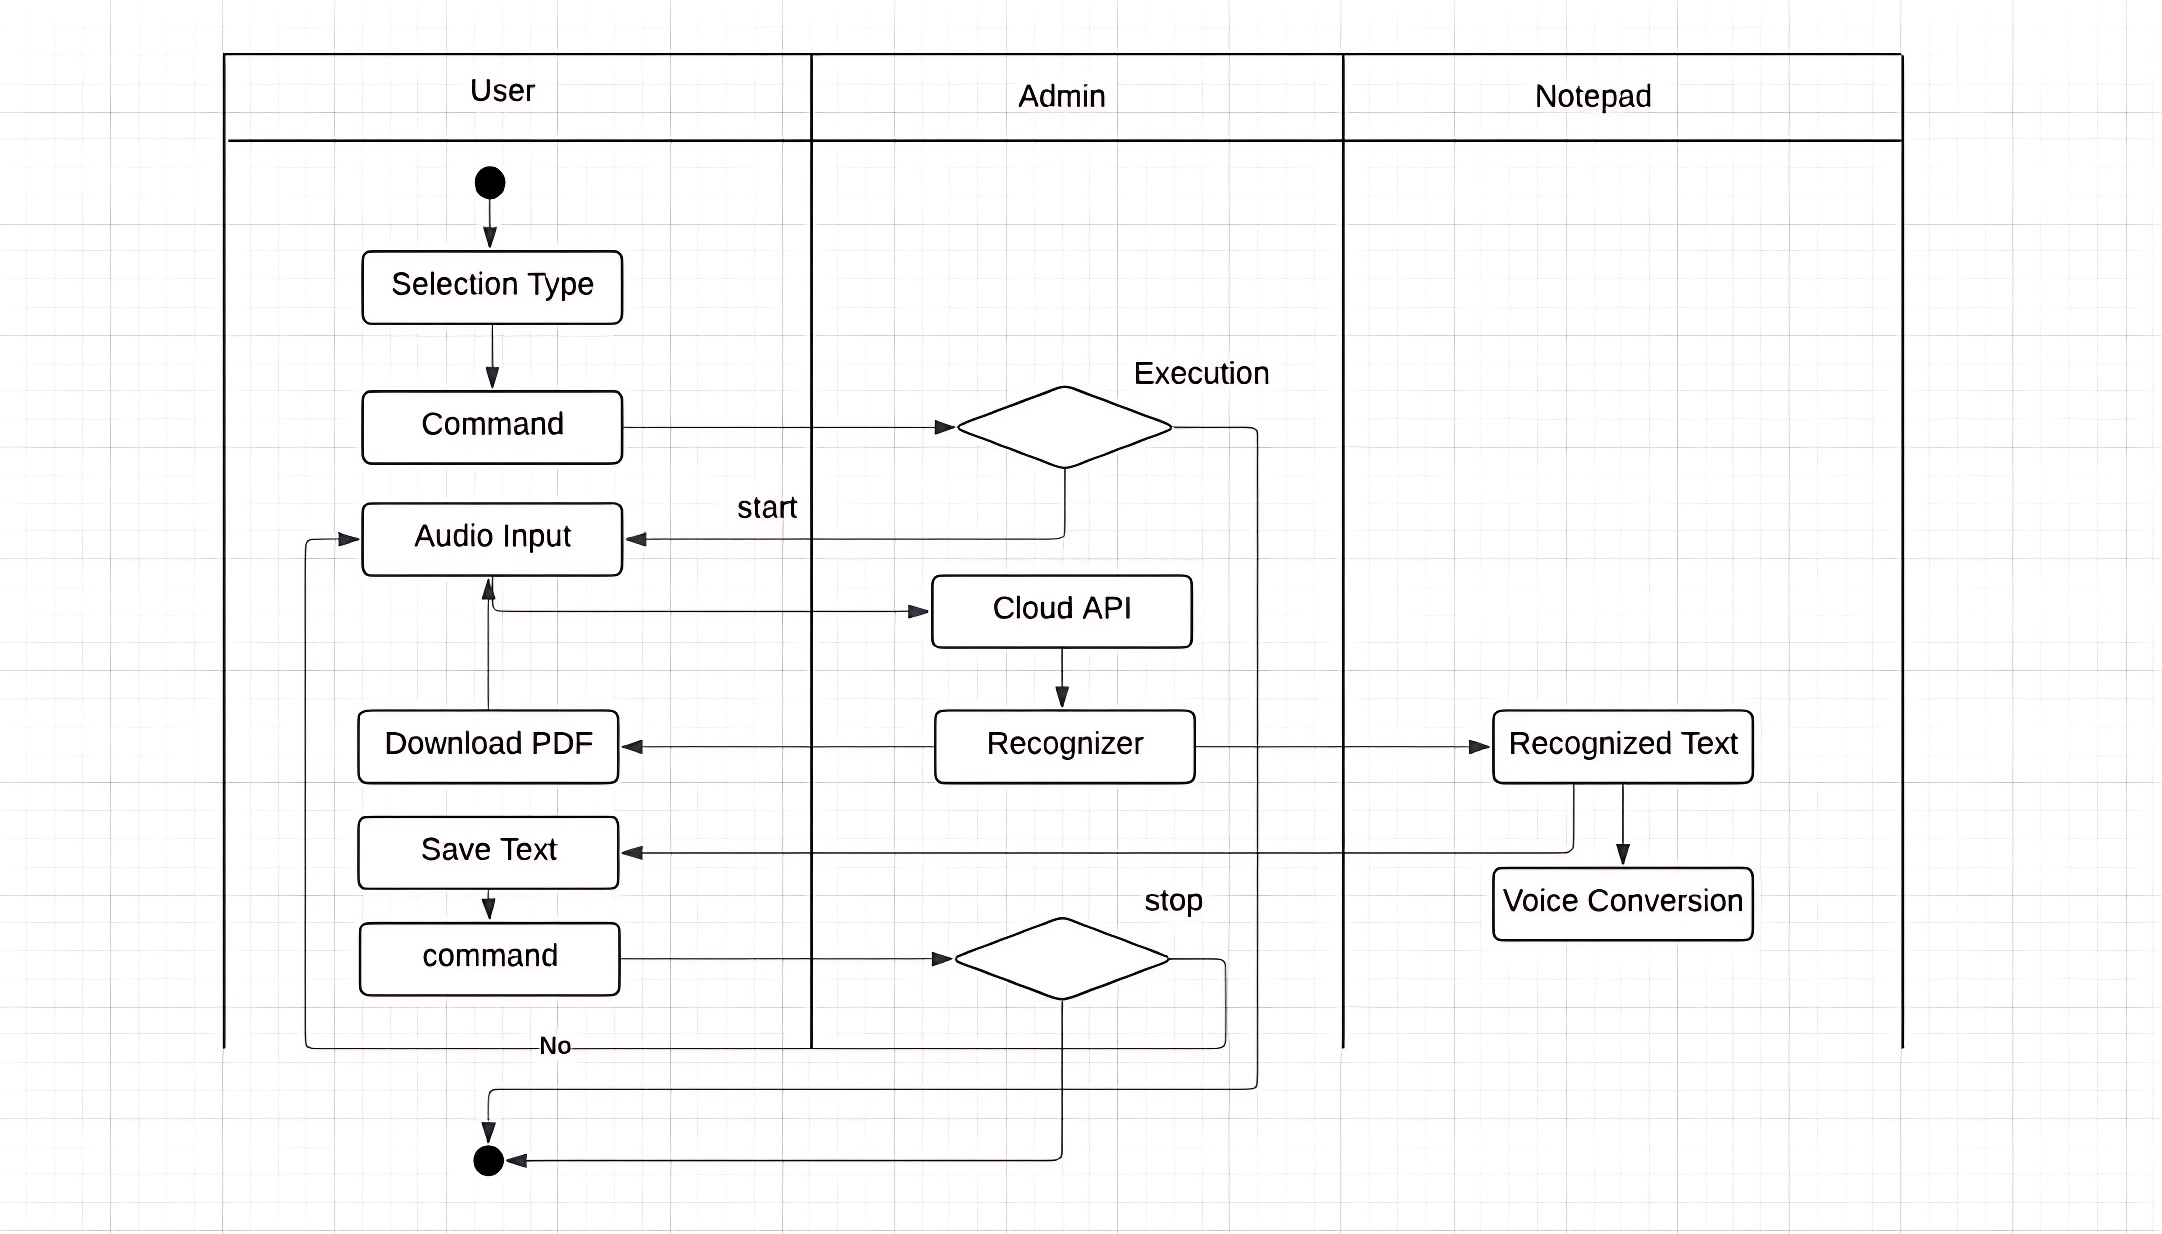 User
Admin
Notepad
Selection Type
Execution
Command
start
Audio Input
Cloud API
Download PDF
Recognizer
Recognized Text
Save Text
stop
Voice Conversion
command
No